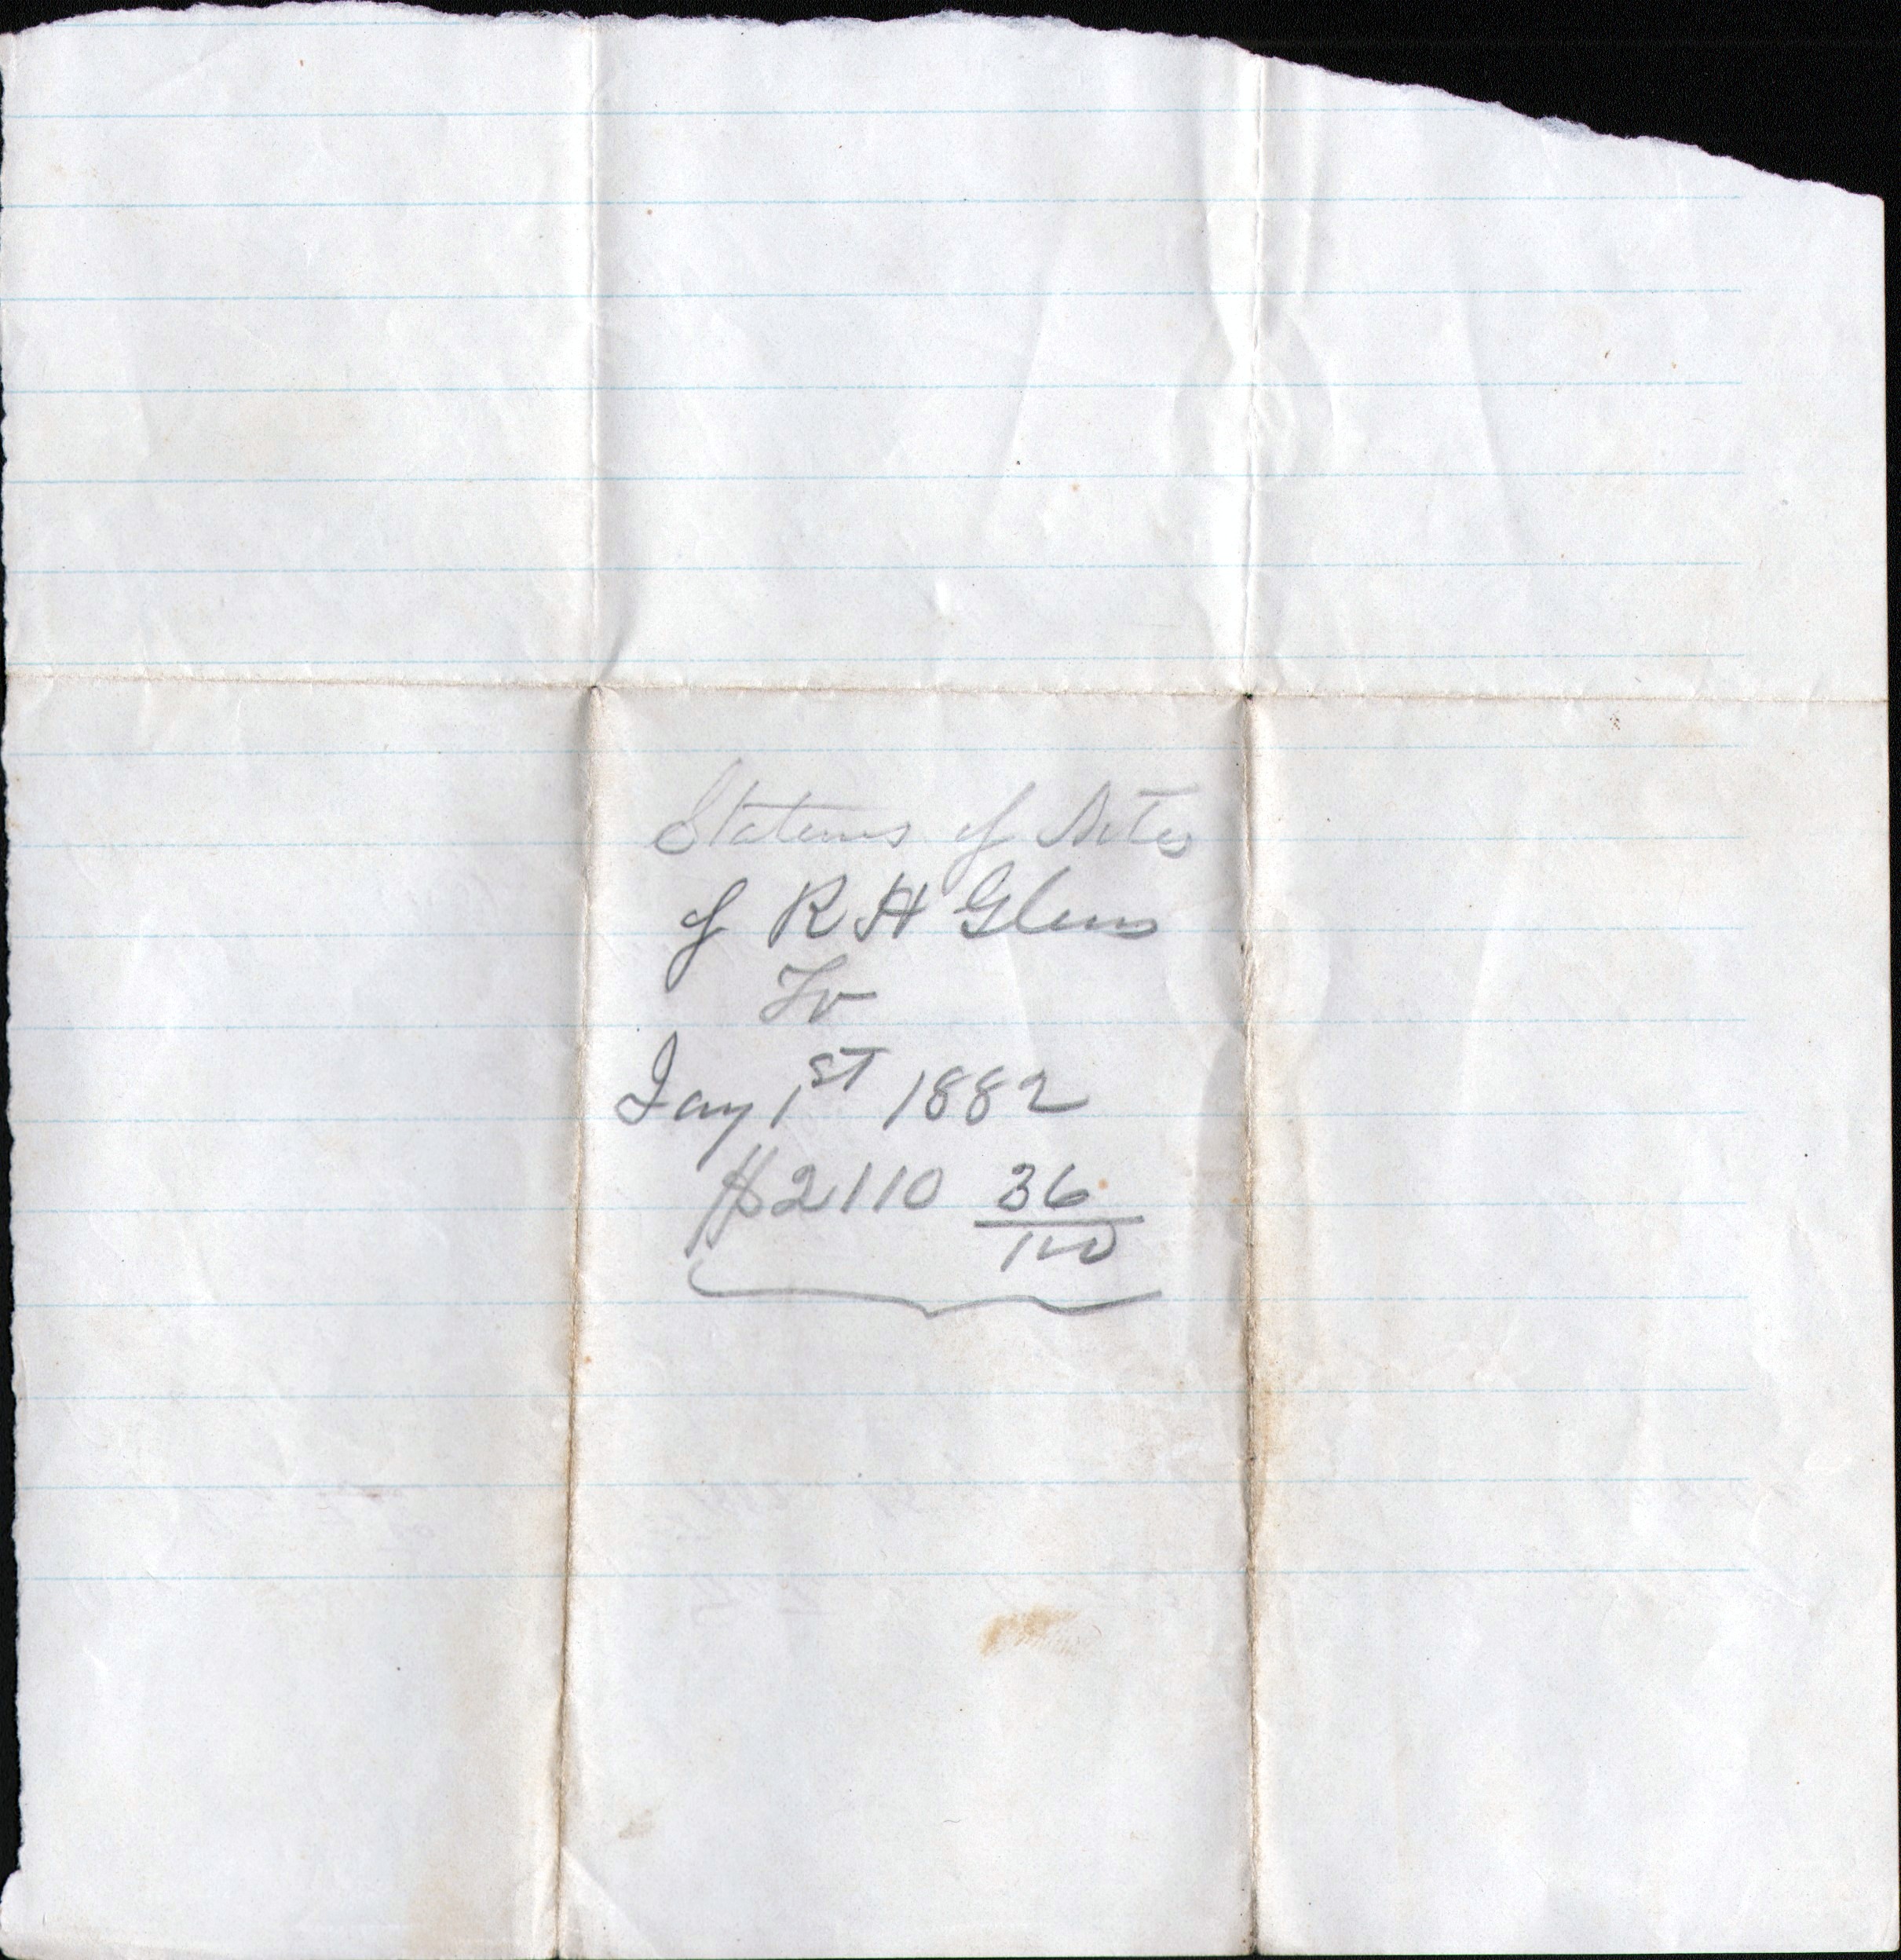 Statems of Notes
of R H Glenn
To
Jany 1st 1882
$2110 36/100